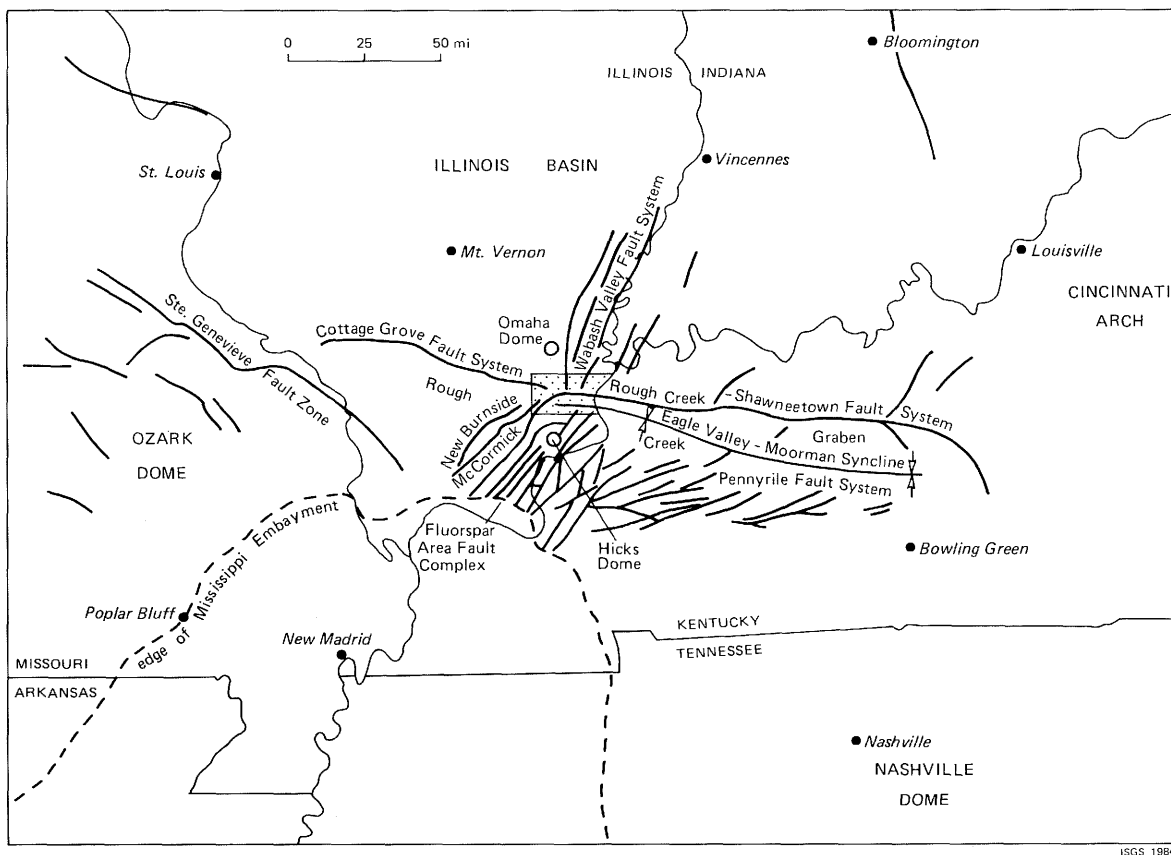 0 25 50 mi
Bloomington
ILLINOIS INDIANA
St. Louis
ILLINOIS BASIN
Vincennes
Wabash Valley Fault System
Mt. Vernon
Louisville
CINCINNATI
ARCH
Ste. Genevieve
Fault Zone
Cottage Grove Fault System
Omaha
Dome
Rough
Rough Creek -Shawneetown Fault System
New Burnside
McCormick
Creek
Eagle Valley-Moorman Syncline
Graben
OZARK
DOME
Pennyrile Fault System
edge of Mississippi Embayment
Fluorspar
Area Fault
Complex
Hicks
Dome
Bowling Green
Poplar Bluff
New Madrid
KENTUCKY
TENNESSEE
MISSOURI
ARKANSAS
Nashville
NASHVILLE
DOME
ISGS 1984